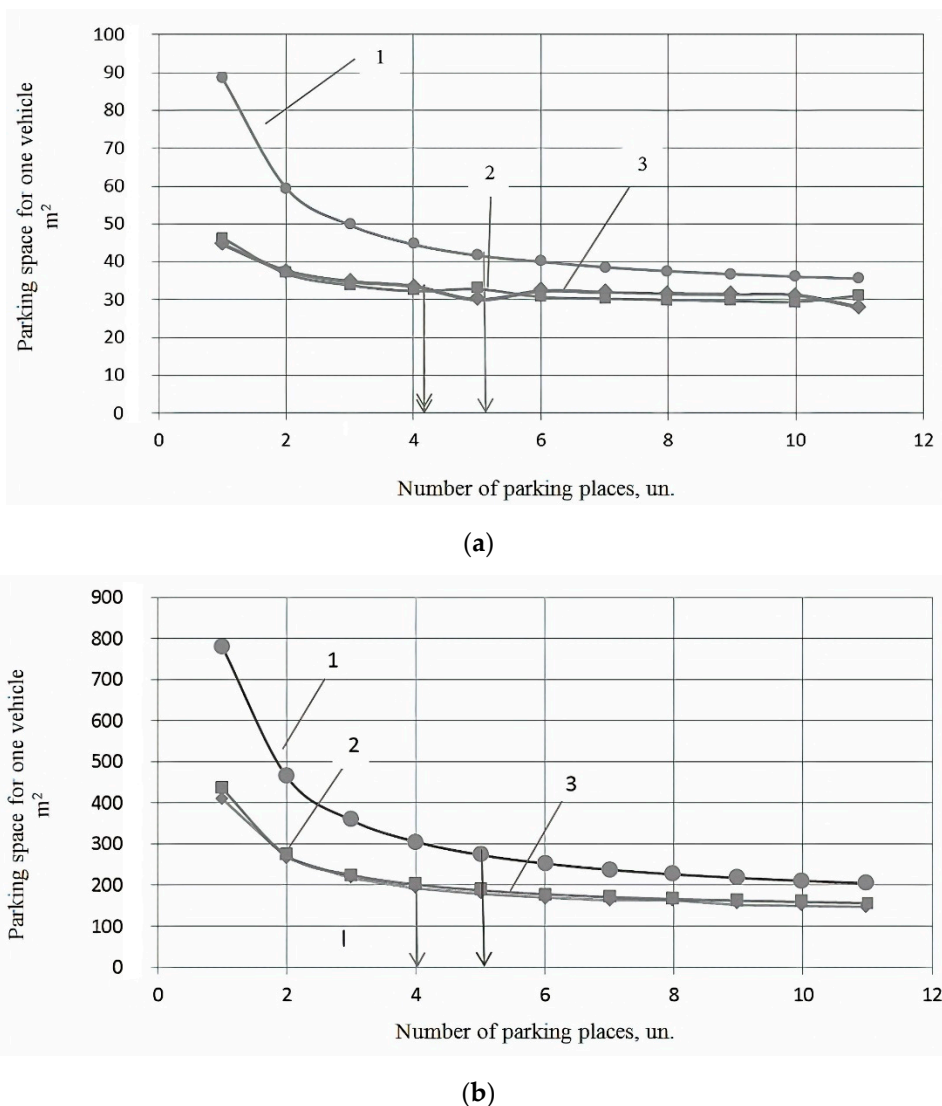 100
90
80
70
60
50
40
30
20
10
0
0 2 4 6 8 10 12
1
2
3
Parking space for one vehicle
m²
Number of parking places, un.
(a)
900
800
700
600
500
400
300
200
100
0
0 2 4 6 8 10 12
1
2
3
I
Parking space for one vehicle
m²
Number of parking places, un.
(b)